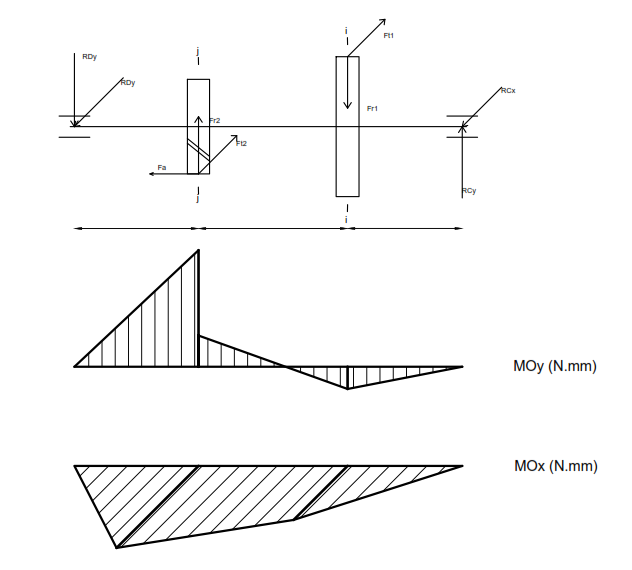 i
Ft1
j
RDy
RDy
RCx
Fr1
Fr2
Ft2
Fa
RCy
j
i
MOy (N.mm)
MOx (N.mm)